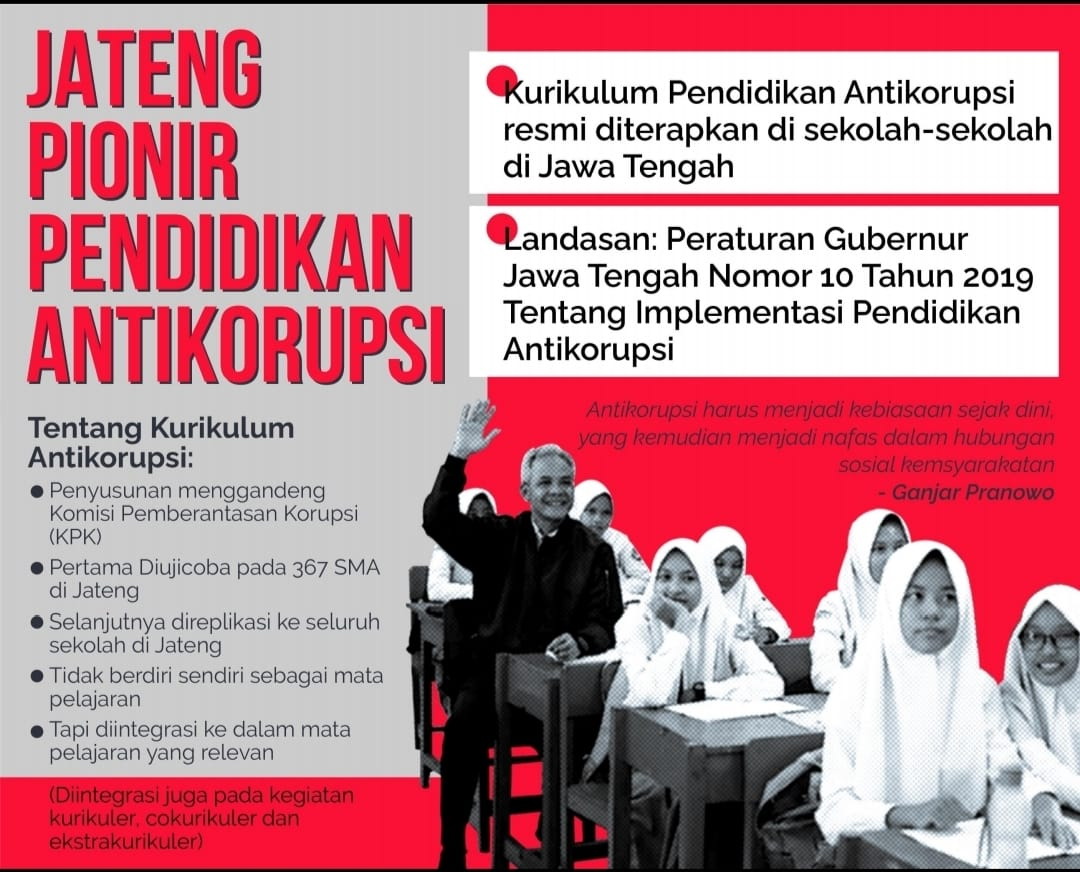 JATENG
PIONIR
PENDIDIKAN
ANTIKORUPSI
Tentang Kurikulum
Antikorupsi:
● Penyusunan menggandeng
Komisi Pemberantasan Korupsi
(KPK)
● Pertama Diujicoba pada 367 SMA
di Jateng
● Selanjutnya direplikasi ke seluruh
sekolah di Jateng
● Tidak berdiri sendiri sebagai mata
pelajaran
● Tapi diintegrasi ke dalam mata
pelajaran yang relevan
(Diintegrasi juga pada kegiatan
kurikuler, cokurikuler dan
ekstrakurikuler)
Kurikulum Pendidikan Antikorupsi
resmi diterapkan di sekolah-sekolah
di Jawa Tengah
Landasan: Peraturan Gubernur
Jawa Tengah Nomor 10 Tahun 2019
Tentang Implementasi Pendidikan
Antikorupsi
Antikorupsi harus menjadi kebiasaan sejak dini,
yang kemudian menjadi nafas dalam hubungan
sosial kemsyarakatan
- Ganjar Pranowo